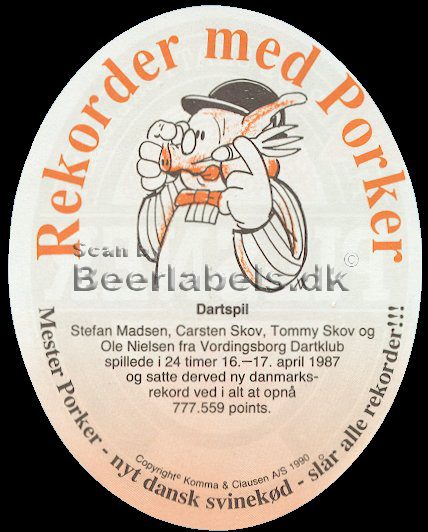 Rekorder med Porker
Scan by
Beerlabels.dk ©
Dartspil
Stefan Madsen, Carsten Skov, Tommy Skov og
Ole Nielsen fra Vordingsborg Dartklub
spillede i 24 timer 16.—17. april 1987
og satte derved ny danmarks-
rekord ved i alt at opnå
777.559 points.
Copyright© Komma & Clausen A/S 1990
Mester Porker - nyt dansk svinekød - slår alle rekorder!!!